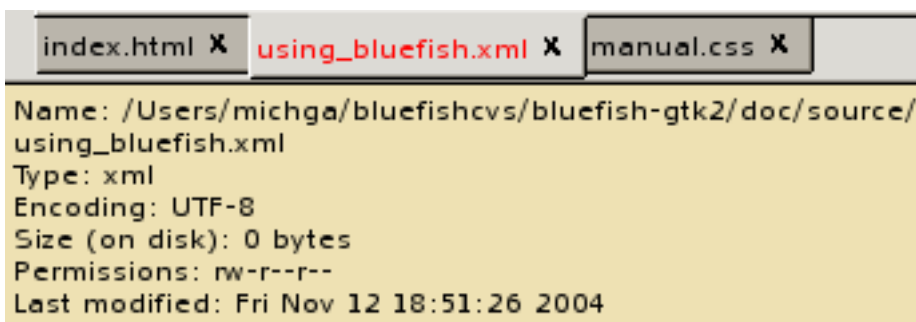 index.html X using_bluefish.xml X manual.css X
Name: /Users/michga/bluefishcvs/bluefish-gtk2/doc/source/
using_bluefish.xml
Type: xml
Encoding: UTF-8
Size (on disk): 0 bytes
Permissions: rw-r--r--
Last modified: Fri Nov 12 18:51:26 2004